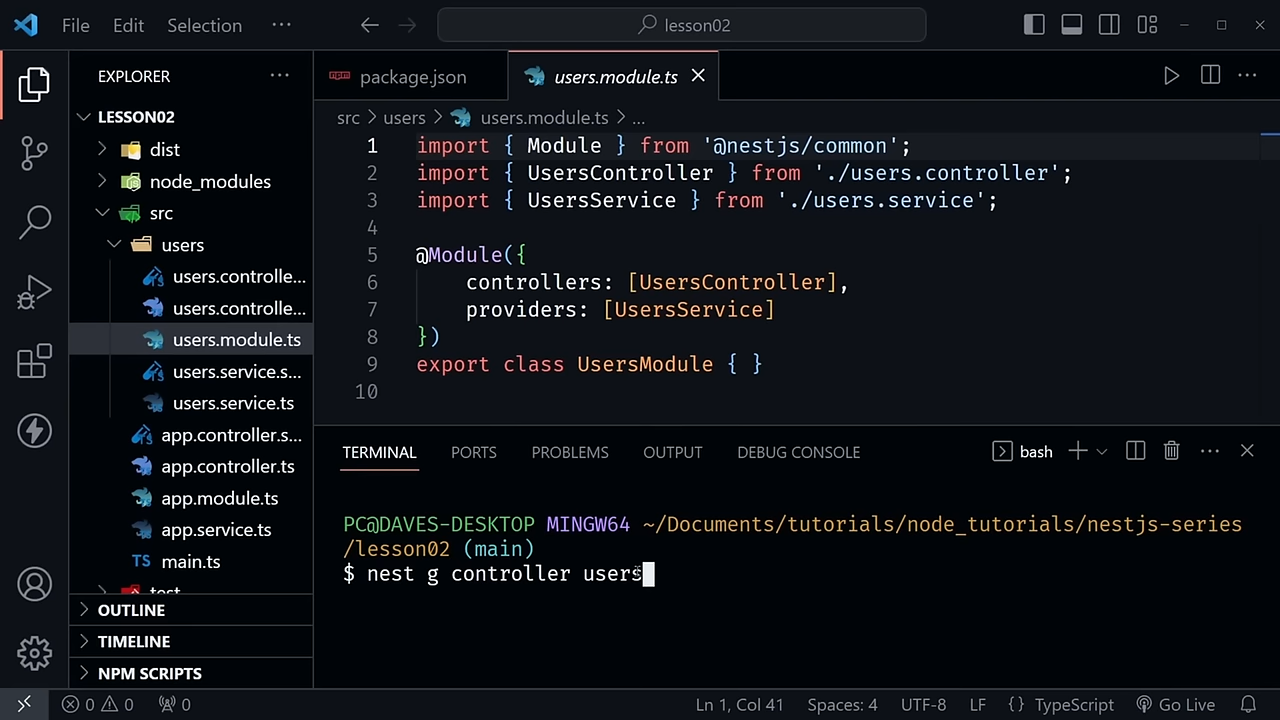 File Edit Selection ··· lesson02
EXPLORER ···
LESSON02
dist
node_modules
src
users
users.controlle...
users.controlle...
users.module.ts
users.service.s...
users.service.ts
app.controller.s...
app.controller.ts
app.module.ts
app.service.ts
TS main.ts
test
OUTLINE
TIMELINE
NPM SCRIPTS
package.json users.module.ts
src > users > users.module.ts > ...
1 import { Module } from '@nestjs/common';
2 import { UsersController } from './users.controller';
3 import { UsersService } from './users.service';
4
5 @Module({
6 controllers: [UsersController],
7 providers: [UsersService]
8 })
9 export class UsersModule { }
10
TERMINAL PORTS PROBLEMS OUTPUT DEBUG CONSOLE bash
PC@DAVES-DESKTOP MINGW64 ~/Documents/tutorials/node_tutorials/nestjs-series
/lesson02 (main)
$ nest g controller users
0 0 0 Ln 1, Col 41 Spaces: 4 UTF-8 LF {} TypeScript Go Live